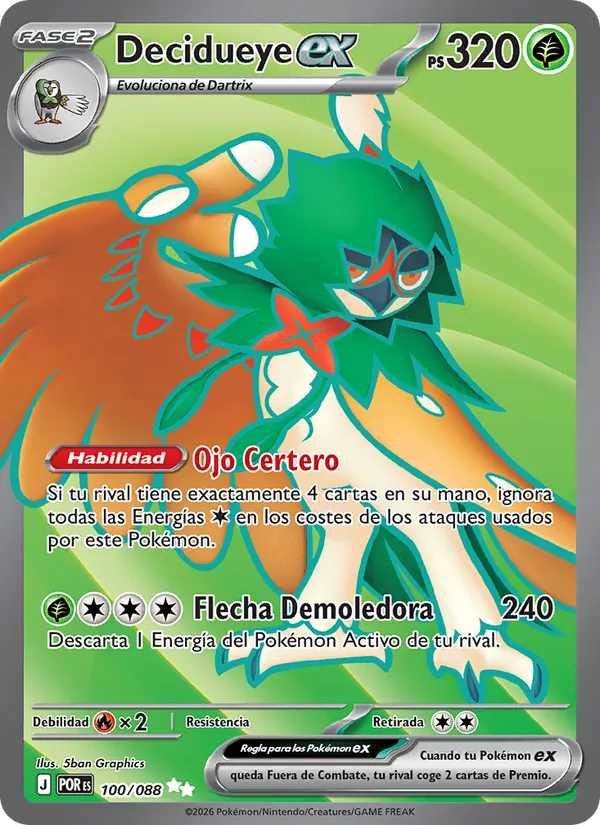 FASE 2
Decidueye ex
PS 320
Evoluciona de Dartrix
Habilidad Ojo Certero
Si tu rival tiene exactamente 4 cartas en su mano, ignora
todas las Energías en los costes de los ataques usados
por este Pokémon.
Flecha Demoledora 240
Descarta 1 Energía del Pokémon Activo de tu rival.
Debilidad ×2 Resistencia Retirada
Ilus. 5ban Graphics
Regla para los Pokémon ex Cuando tu Pokémon ex
queda Fuera de Combate, tu rival coge 2 cartas de Premio.
J POR ES 100/088
©2026 Pokémon/Nintendo/Creatures/GAME FREAK